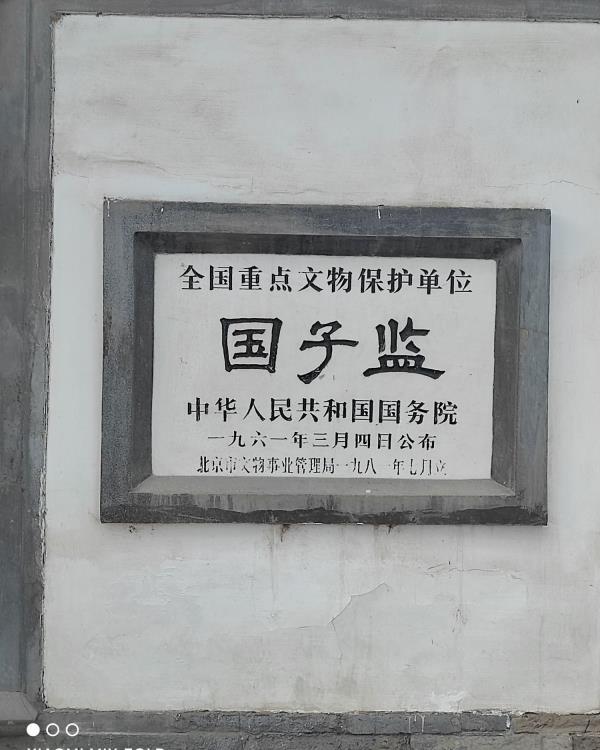 全国重点文物保护单位
国子监
中华人民共和国国务院
一九六一年三月四日公布
北京市文物事业管理局一九八一年七月立